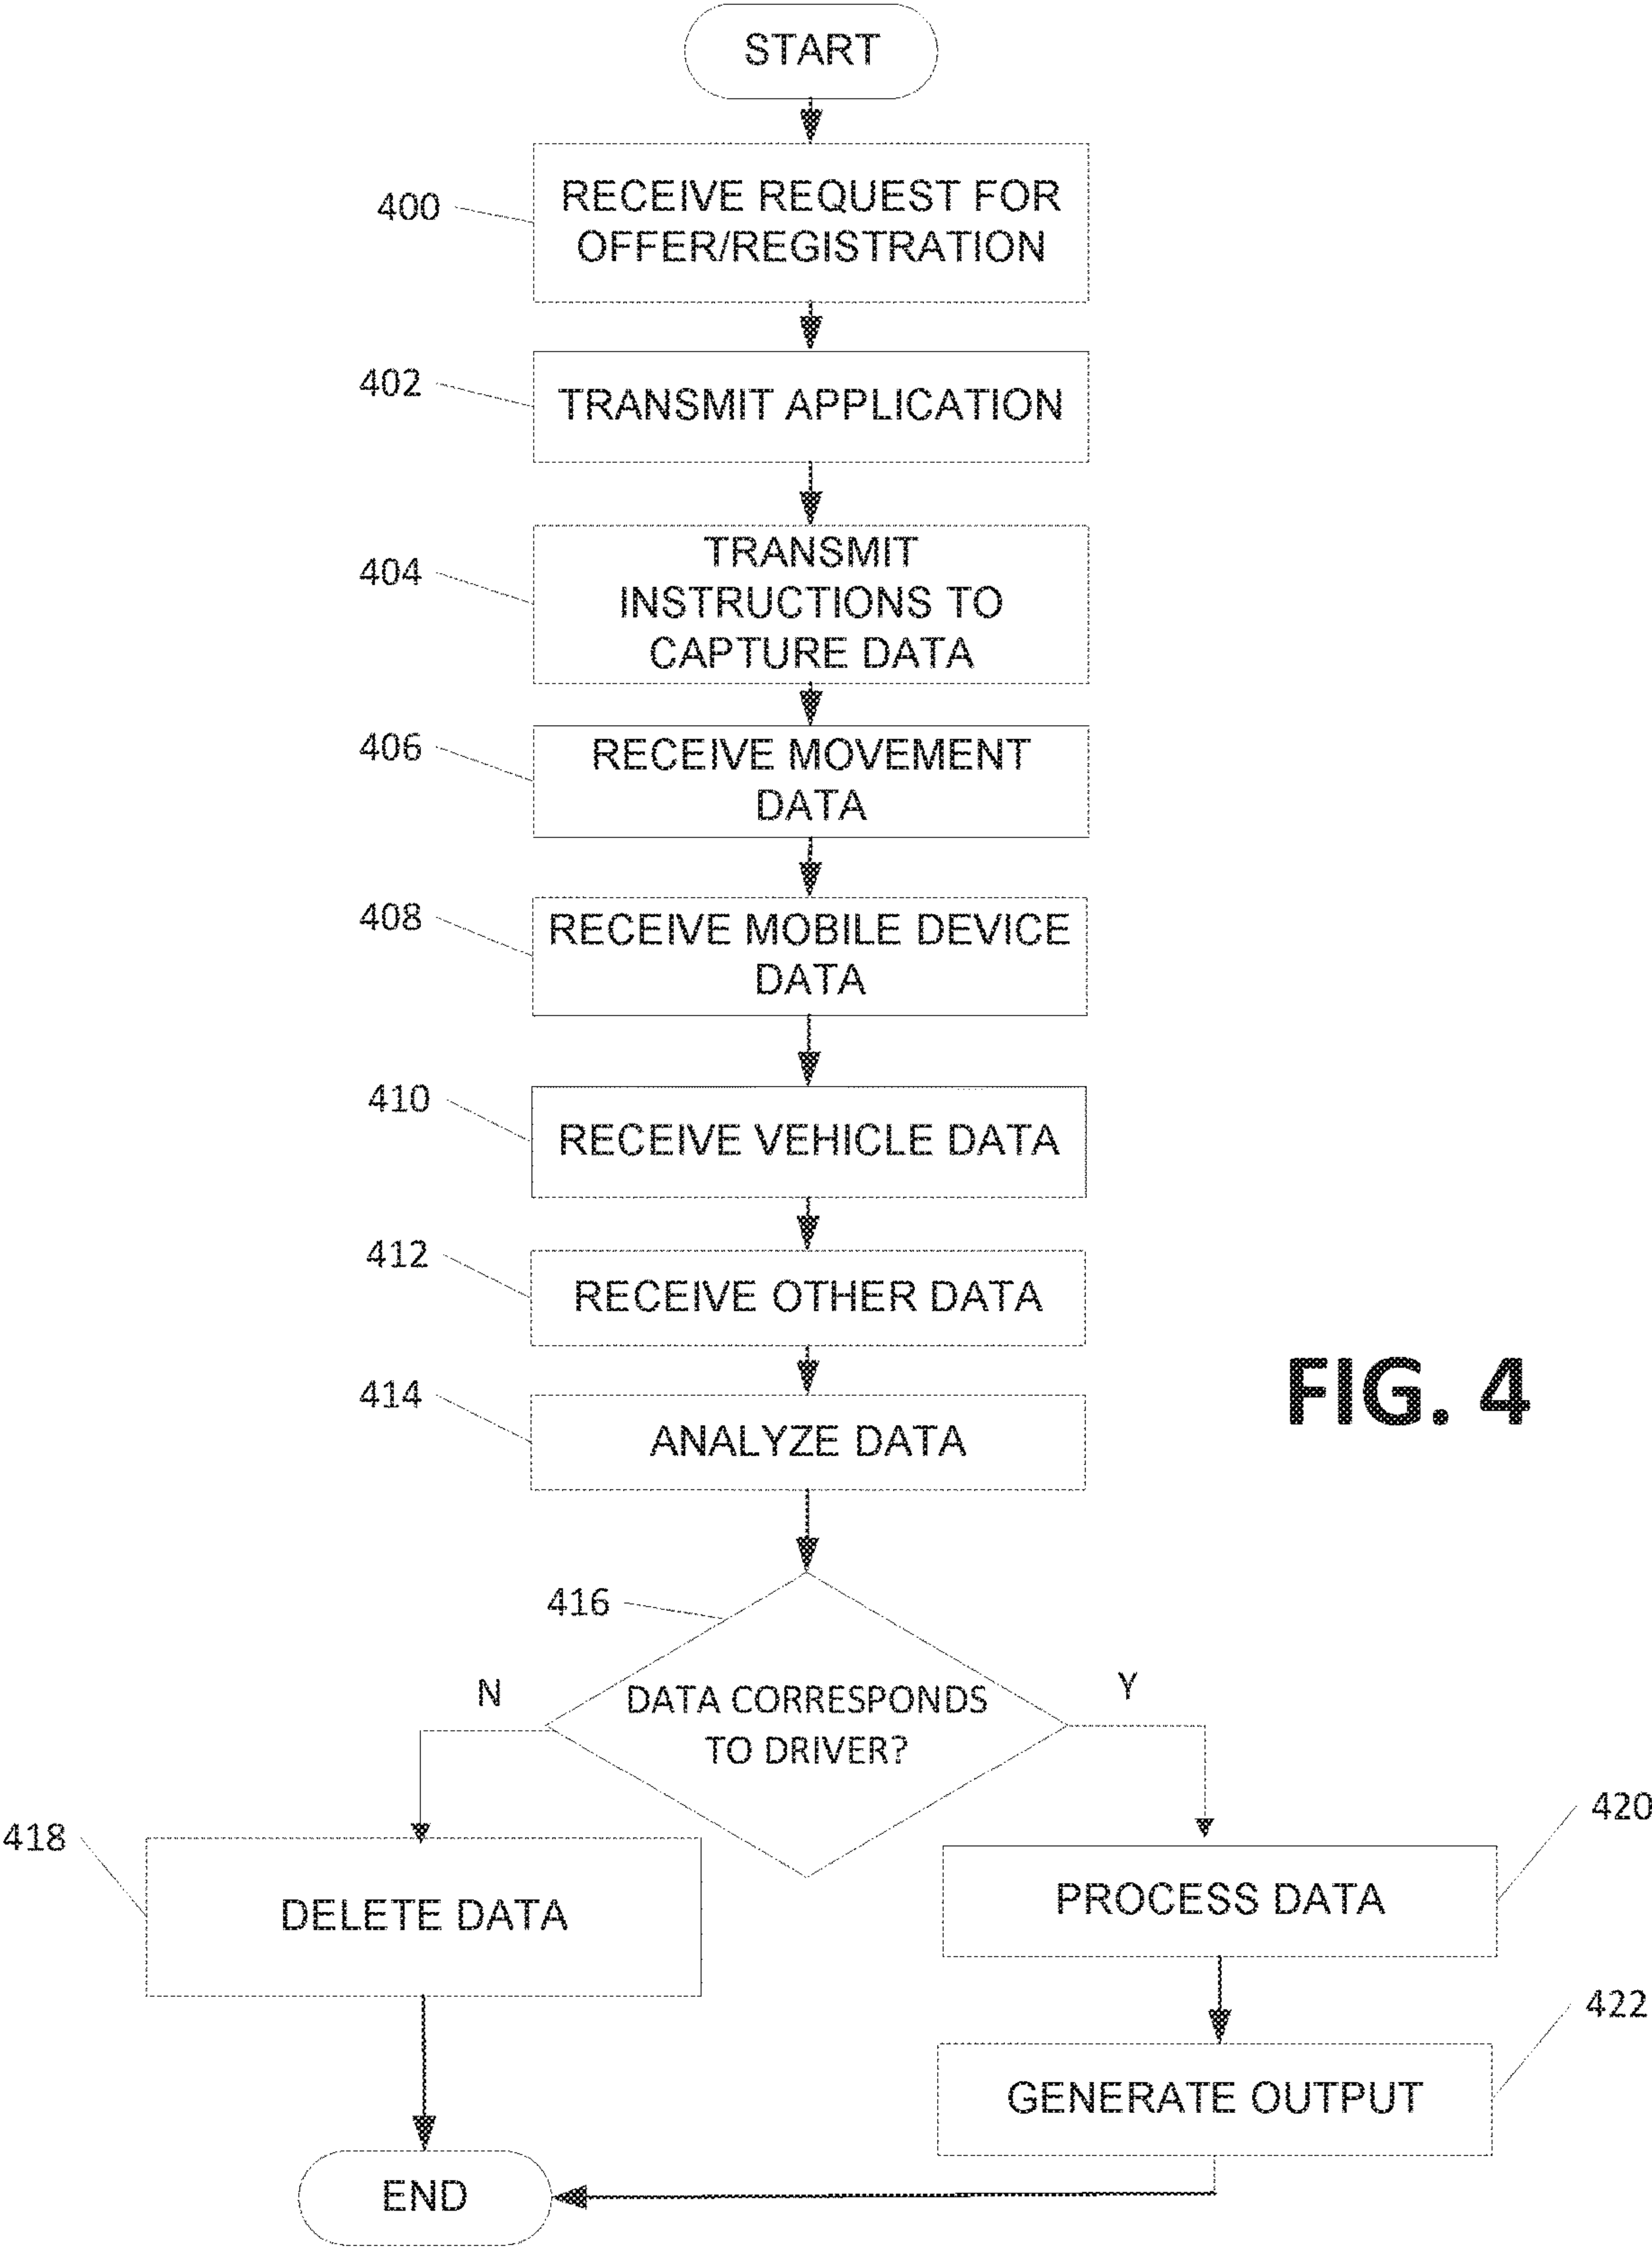 START
400
RECEIVE REQUEST FOR
OFFER/REGISTRATION
402
TRANSMIT APPLICATION
404
TRANSMIT
INSTRUCTIONS TO
CAPTURE DATA
406
RECEIVE MOVEMENT
DATA
408
RECEIVE MOBILE DEVICE
DATA
410
RECEIVE VEHICLE DATA
412
RECEIVE OTHER DATA
FIG. 4
414
ANALYZE DATA
416
N
DATA CORRESPONDS
TO DRIVER?
Y
418
DELETE DATA
420
PROCESS DATA
422
GENERATE OUTPUT
END